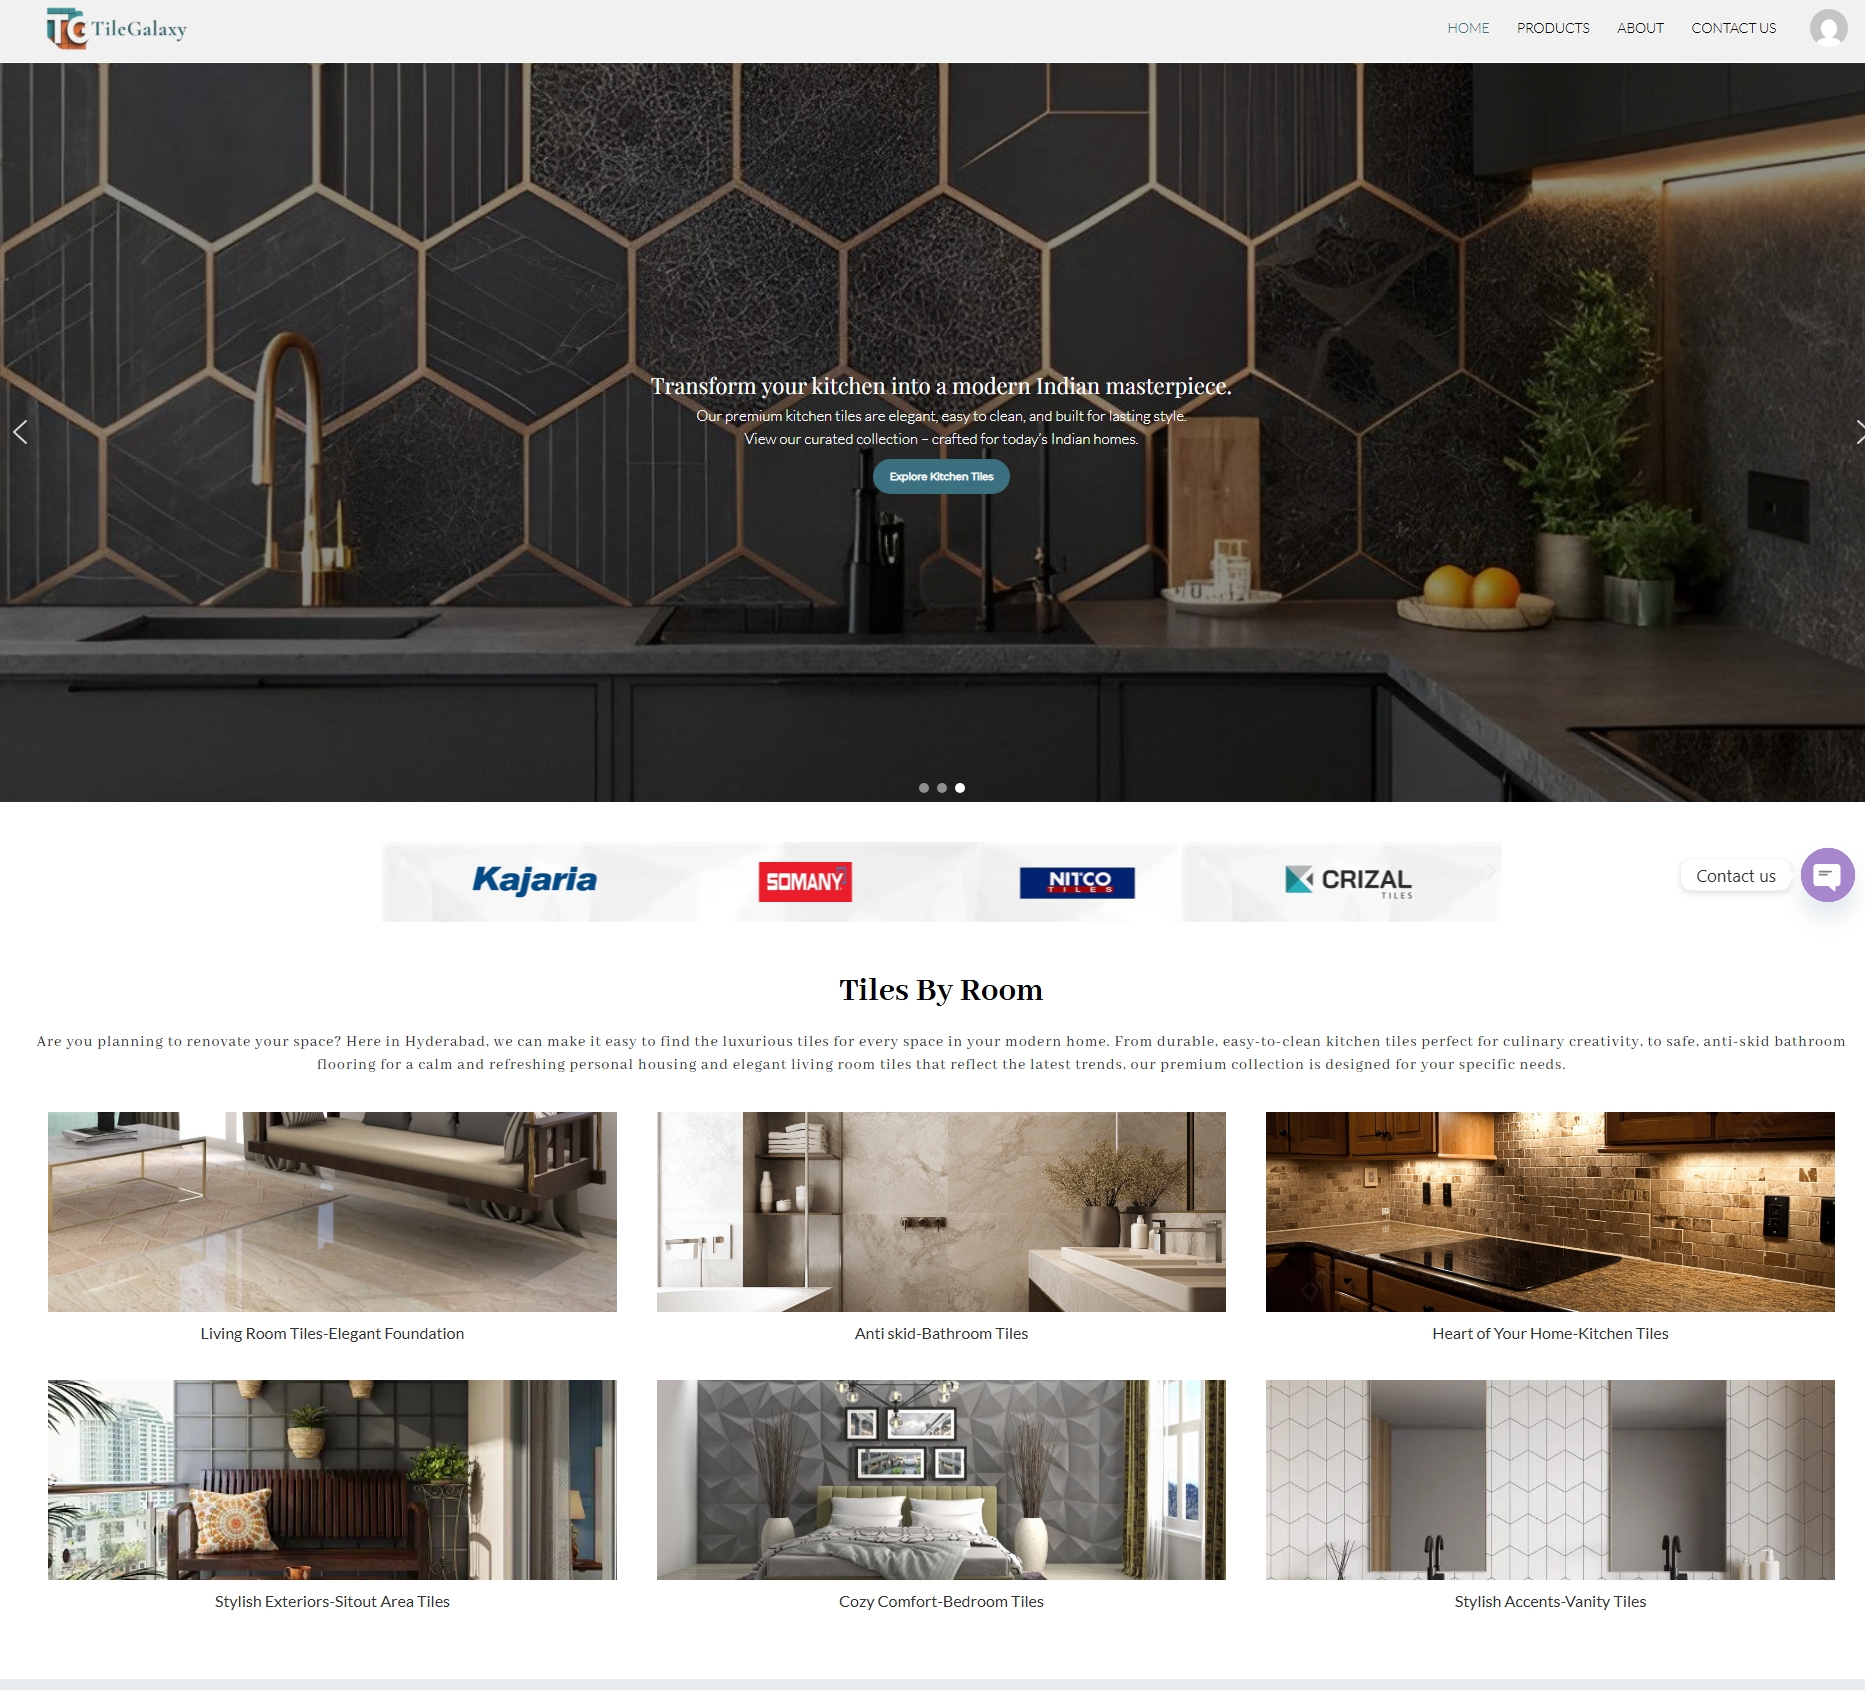 TC TileGalaxy
HOME PRODUCTS ABOUT CONTACT US
Transform your kitchen into a modern Indian masterpiece.
Our premium kitchen tiles are elegant, easy to clean, and built for lasting style.
View our curated collection – crafted for today's Indian homes.
Explore Kitchen Tiles
Kajaria SOMANY NITCO TILES CRIZAL TILES
Contact us
Tiles By Room
Are you planning to renovate your space? Here in Hyderabad, we can make it easy to find the luxurious tiles for every space in your modern home. From durable, easy-to-clean kitchen tiles perfect for culinary creativity, to safe, anti-skid bathroom
flooring for a calm and refreshing personal housing and elegant living room tiles that reflect the latest trends, our premium collection is designed for your specific needs.
Living Room Tiles-Elegant Foundation
Anti skid-Bathroom Tiles
Heart of Your Home-Kitchen Tiles
Stylish Exteriors-Sitout Area Tiles
Cozy Comfort-Bedroom Tiles
Stylish Accents-Vanity Tiles